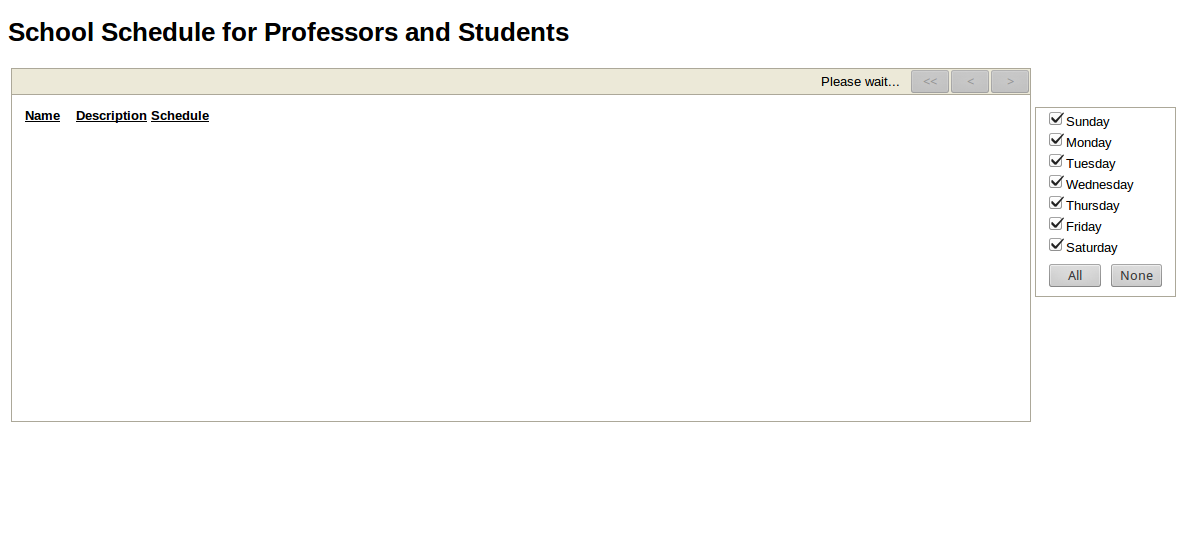 School Schedule for Professors and Students
Please wait... << < >
Name Description Schedule
Sunday
Monday
Tuesday
Wednesday
Thursday
Friday
Saturday
All None